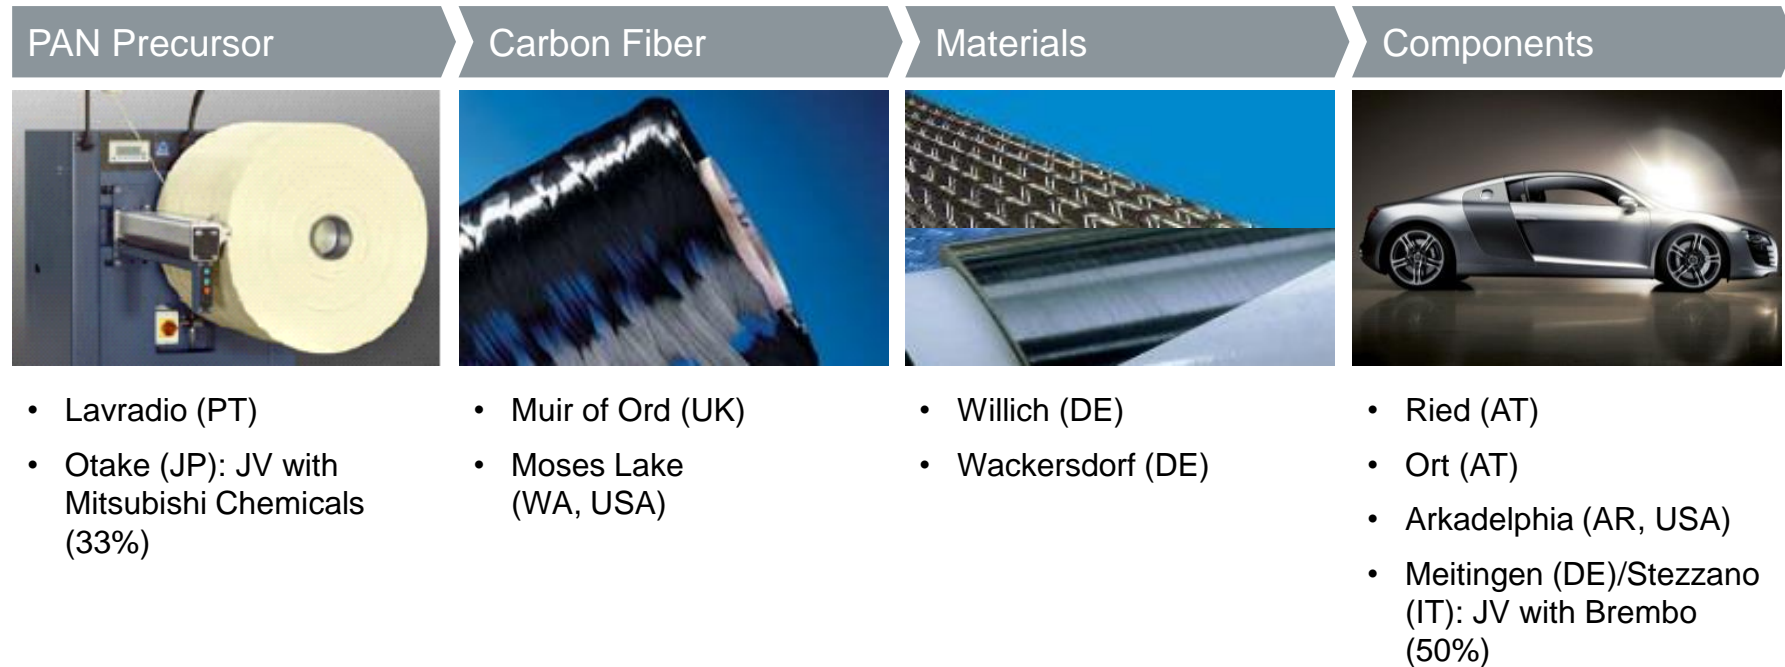 PAN Precursor
Carbon Fiber
Materials
Components
• Lavradio (PT)
• Otake (JP): JV with
Mitsubishi Chemicals
(33%)
• Muir of Ord (UK)
• Moses Lake
(WA, USA)
• Willich (DE)
• Wackersdorf (DE)
• Ried (AT)
• Ort (AT)
• Arkadelphia (AR, USA)
• Meitingen (DE)/Stezzano
(IT): JV with Brembo
(50%)